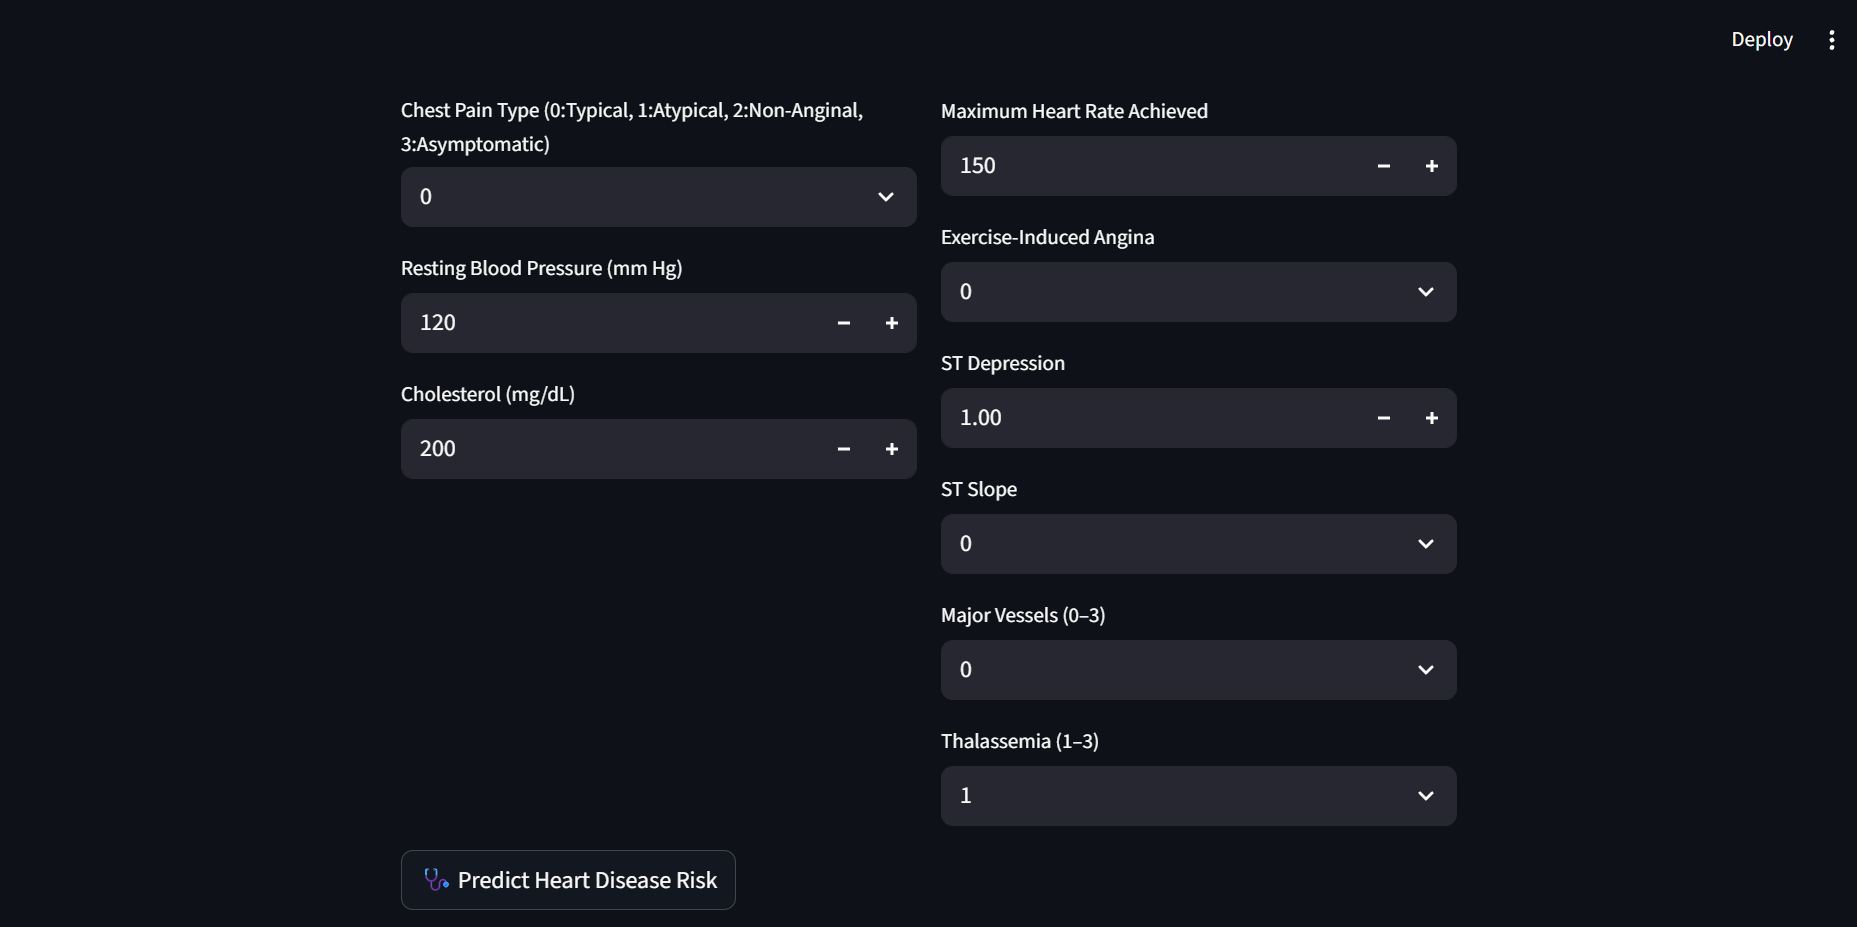 Deploy
Chest Pain Type (0:Typical, 1:Atypical, 2:Non-Anginal,
3:Asymptomatic)
0
Resting Blood Pressure (mm Hg)
120
Cholesterol (mg/dL)
200
Maximum Heart Rate Achieved
150
Exercise-Induced Angina
0
ST Depression
1.00
ST Slope
0
Major Vessels (0–3)
0
Thalassemia (1–3)
1
Predict Heart Disease Risk